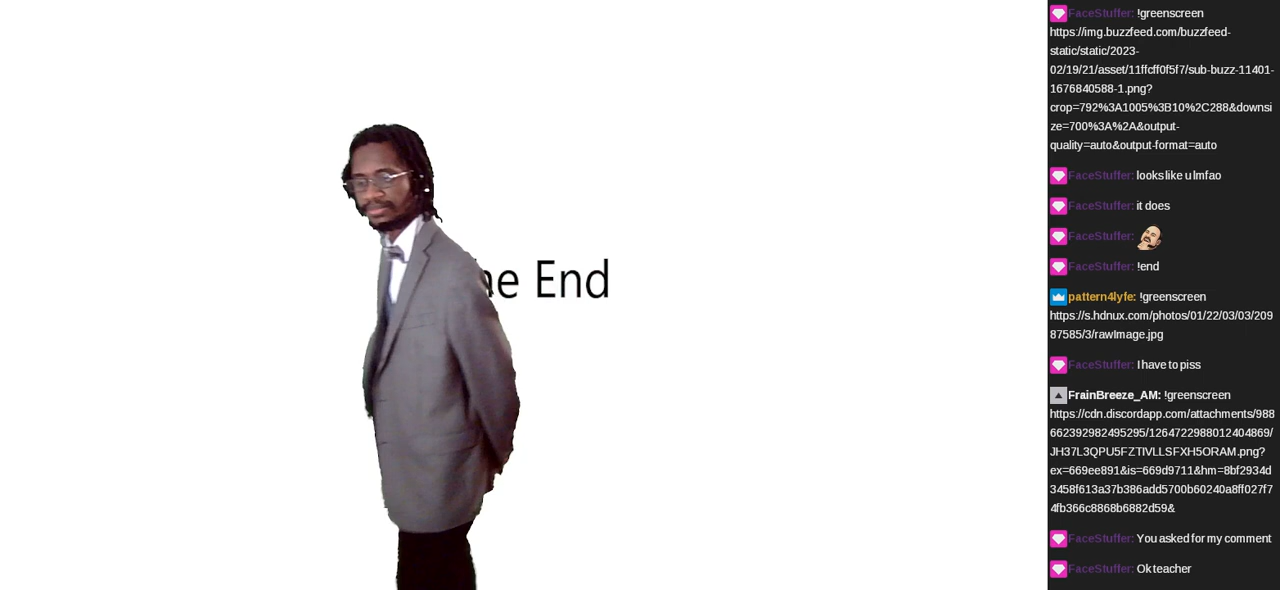 he End
FaceStuffer: !greenscreen
https://img.buzzfeed.com/buzzfeed-
static/static/2023-
02/19/21/asset/11ffcff0f5f7/sub-buzz-11401-
1676840588-1.png?
crop=792%3A1005%3B10%2C288&downsi
ze=700%3A%2A&output-
quality=auto&output-format=auto
FaceStuffer: looks like u lmfao
FaceStuffer: it does
FaceStuffer:
FaceStuffer: !end
pattern4lyfe: !greenscreen
https://s.hdnux.com/photos/01/22/03/03/209
87585/3/rawImage.jpg
FaceStuffer: I have to piss
FrainBreeze_AM: !greenscreen
https://cdn.discordapp.com/attachments/988
662392982495295/1264722988012404869/
JH37L3QPU5FZTIVLLSFXH5ORAM.png?
ex=669ee891&is=669d9711&hm=8bf2934d
3458f613a37b386add5700b60240a8ff027f7
4fb366c8868b6882d59&
FaceStuffer: You asked for my comment
FaceStuffer: Ok teacher